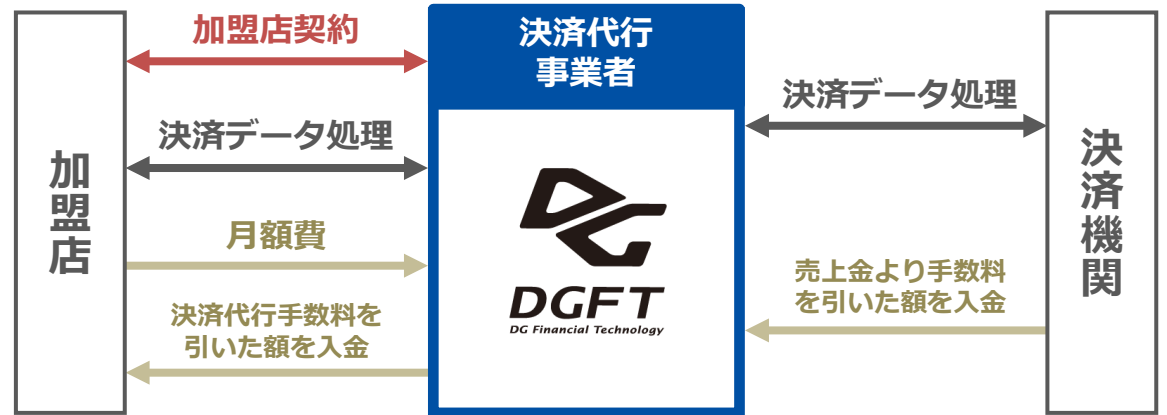 加盟店
加盟店契約
決済データ処理
月額費
決済代行手数料を
引いた額を入金
決済代行
事業者
DGFT
DG Financial Technology
決済データ処理
売上金より手数料
を引いた額を入金
決済機関